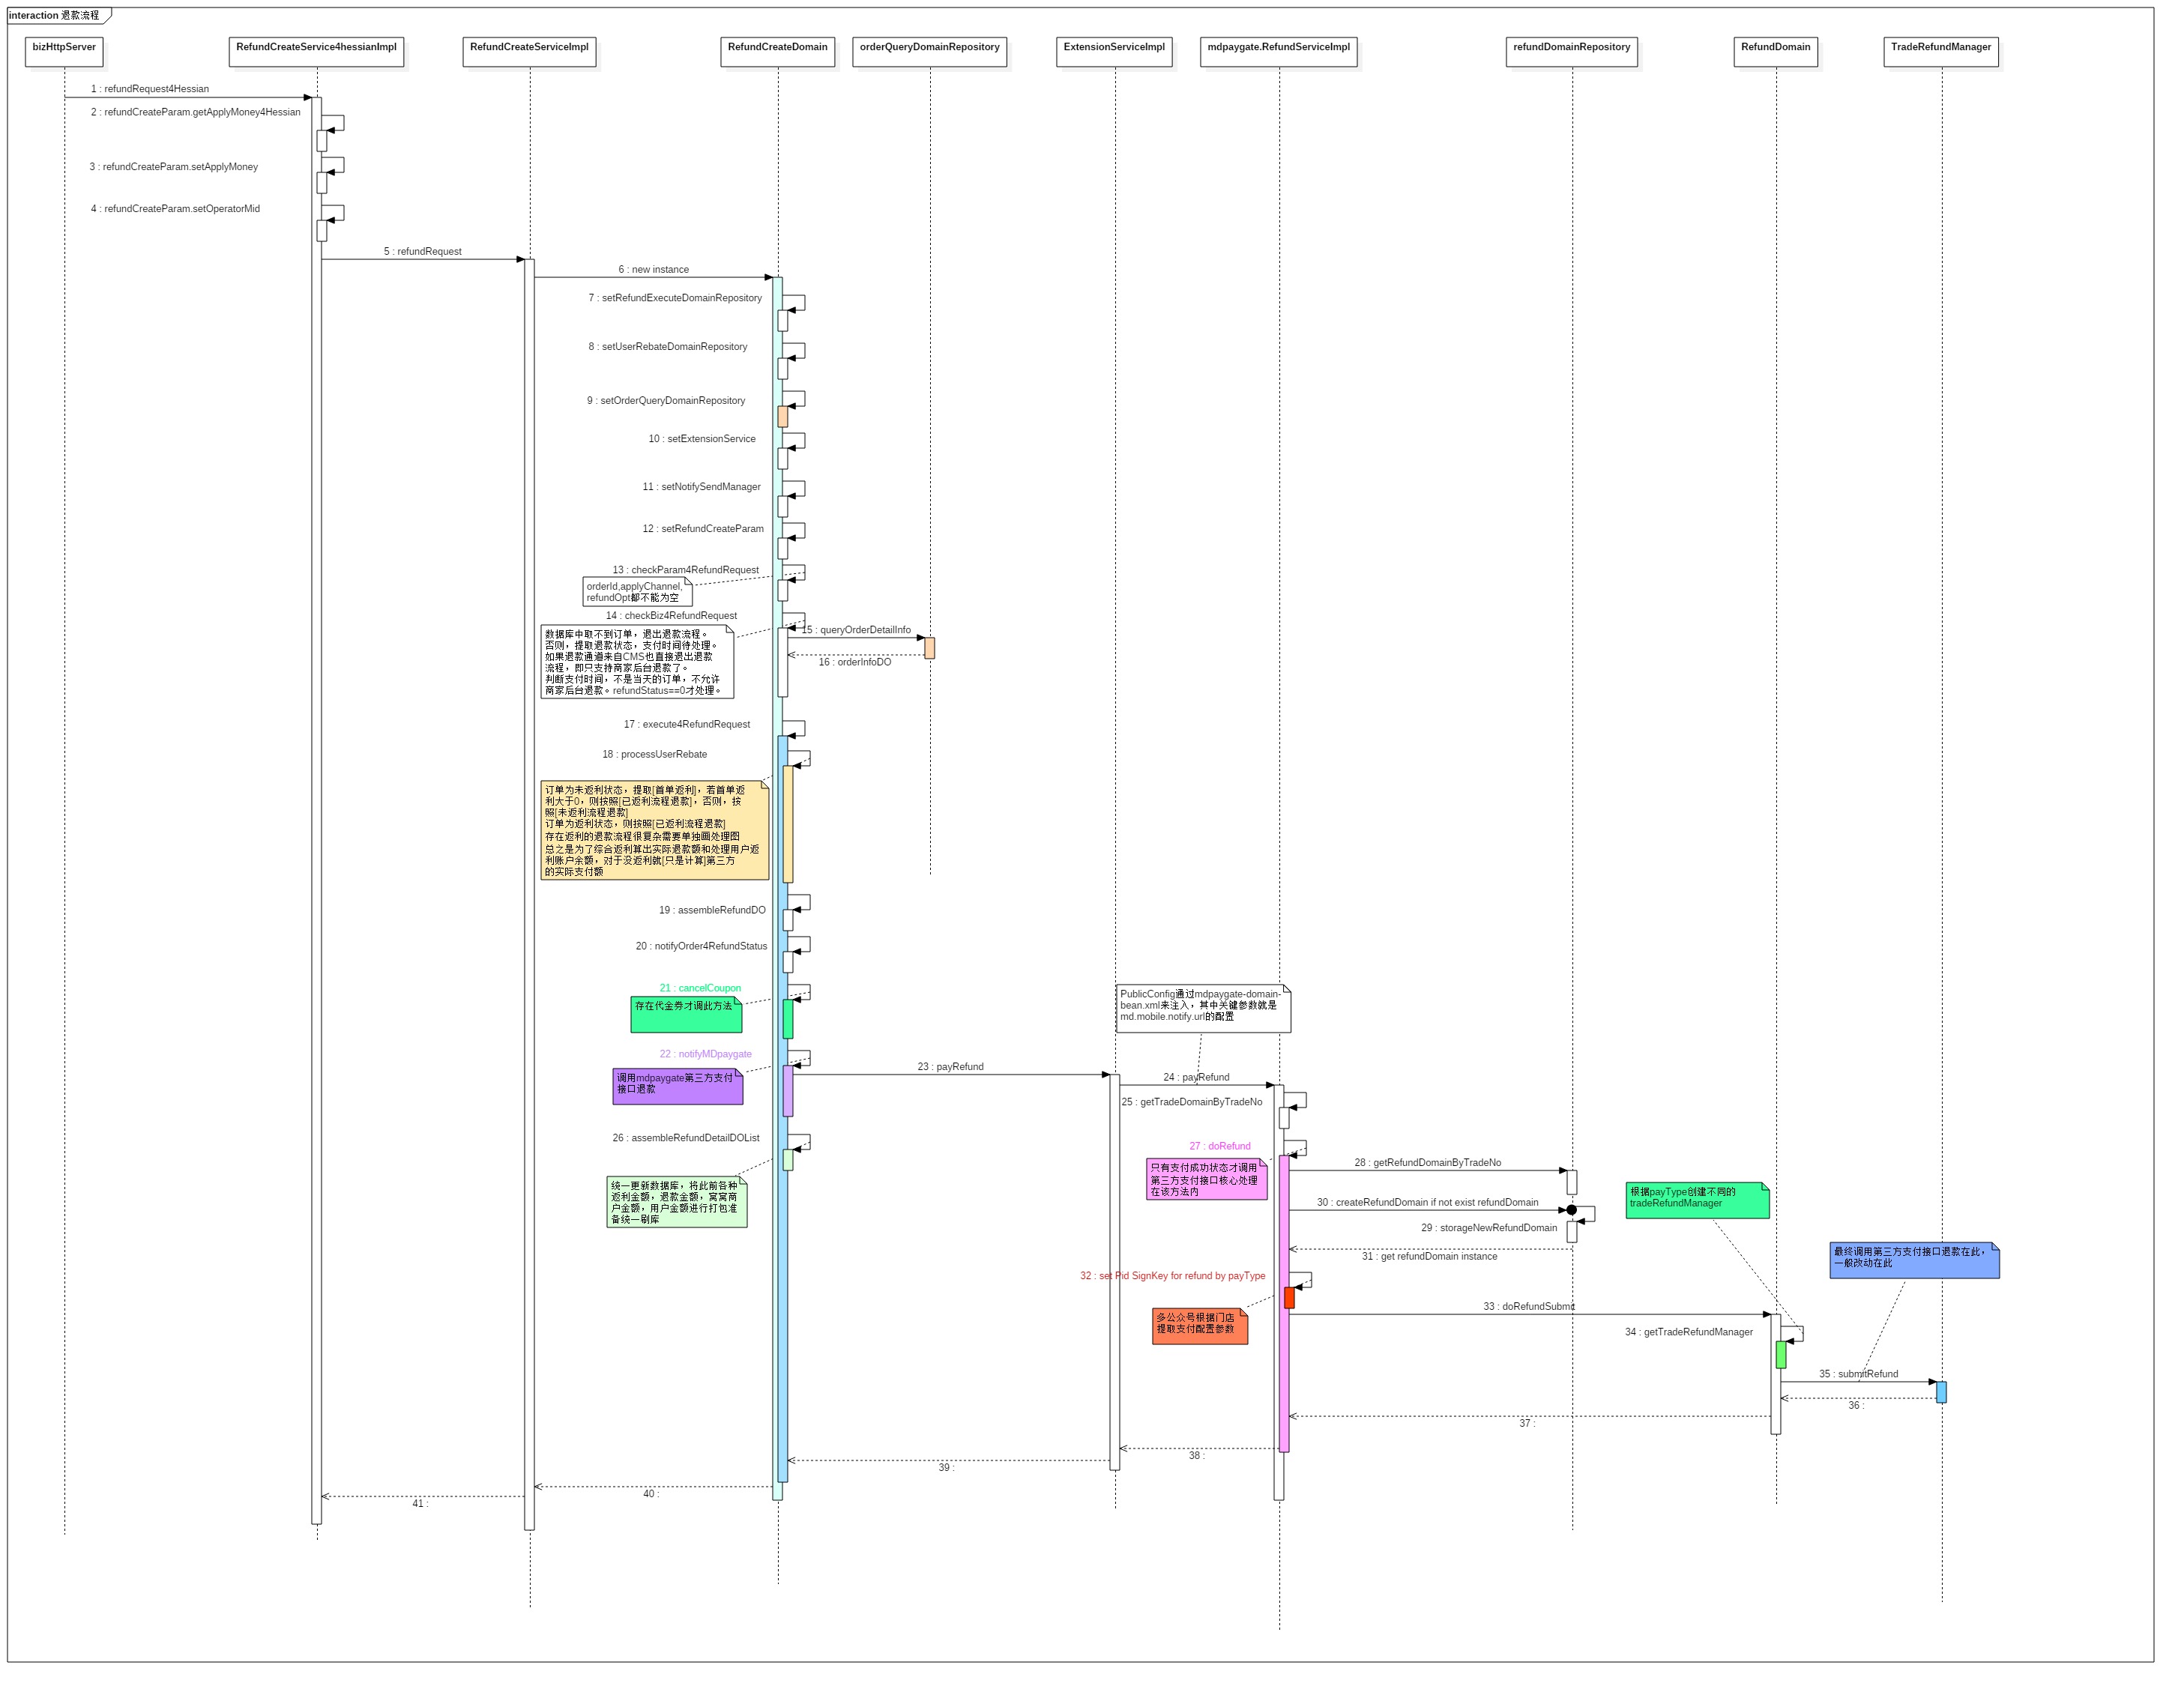 interaction 退款流程
bizHttpServer
RefundCreateService4hessianImpl
RefundCreateServiceImpl
RefundCreateDomain
orderQueryDomainRepository
ExtensionServiceImpl
mdpaygate.RefundServiceImpl
refundDomainRepository
RefundDomain
TradeRefundManager
1 : refundRequest4Hessian
2 : refundCreateParam.getApplyMoney4Hessian
3 : refundCreateParam.setApplyMoney
4 : refundCreateParam.setOperatorMid
5 : refundRequest
6 : new instance
7 : setRefundExecuteDomainRepository
8 : setUserRebateDomainRepository
9 : setOrderQueryDomainRepository
10 : setExtensionService
11 : setNotifySendManager
12 : setRefundCreateParam
13 : checkParam4RefundRequest
orderId,applyChannel,
refundOpt都不能为空
14 : checkBiz4RefundRequest
数据库中取不到订单，退出退款流程。
否则，提取退款状态，支付时间待处理。
如果退款通道来自CMS也直接退出退款
流程，即只支持商家后台退款了。
判断支付时间，不是当天的订单，不允许
商家后台退款。refundStatus==0才处理。
15 : queryOrderDetailInfo
16 : orderInfoDO
17 : execute4RefundRequest
18 : processUserRebate
订单为未返利状态，提取[首单返利]，若首单返
利大于0，则按照[已返利流程退款]，否则，按
照[未返利流程退款]
订单为返利状态，则按照[已返利流程退款]
存在返利的退款流程很复杂需要单独画处理图
总之是为了综合返利算出实际退款额和处理用户返
利账户余额，对于没返利就[只是计算]第三方
的实际支付额
19 : assembleRefundDO
20 : notifyOrder4RefundStatus
21 : cancelCoupon
存在代金券才调此方法
22 : notifyMDpaygate
调用mdpaygate第三方支付
接口退款
23 : payRefund
PublicConfig通过mdpaygate-domain-
bean.xml来注入，其中关键参数就是
md.mobile.notify.url的配置
24 : payRefund
25 : getTradeDomainByTradeNo
26 : assembleRefundDetailDOList
统一更新数据库，将此前各种
返利金额，退款金额，窝窝商
户金额，用户金额进行打包准
备统一刷库
27 : doRefund
只有支付成功状态才调用
第三方支付接口核心处理
在该方法内
28 : getRefundDomainByTradeNo
30 : createRefundDomain if not exist refundDomain
29 : storageNewRefundDomain
31 : get refundDomain instance
32 : set Pid SignKey for refund by payType
多公众号根据门店
提取支付配置参数
根据payType创建不同的
tradeRefundManager
最终调用第三方支付接口退款在此，
一般改动在此
33 : doRefundSubmit
34 : getTradeRefundManager
35 : submitRefund
36 :
37 :
38 :
39 :
40 :
41 :